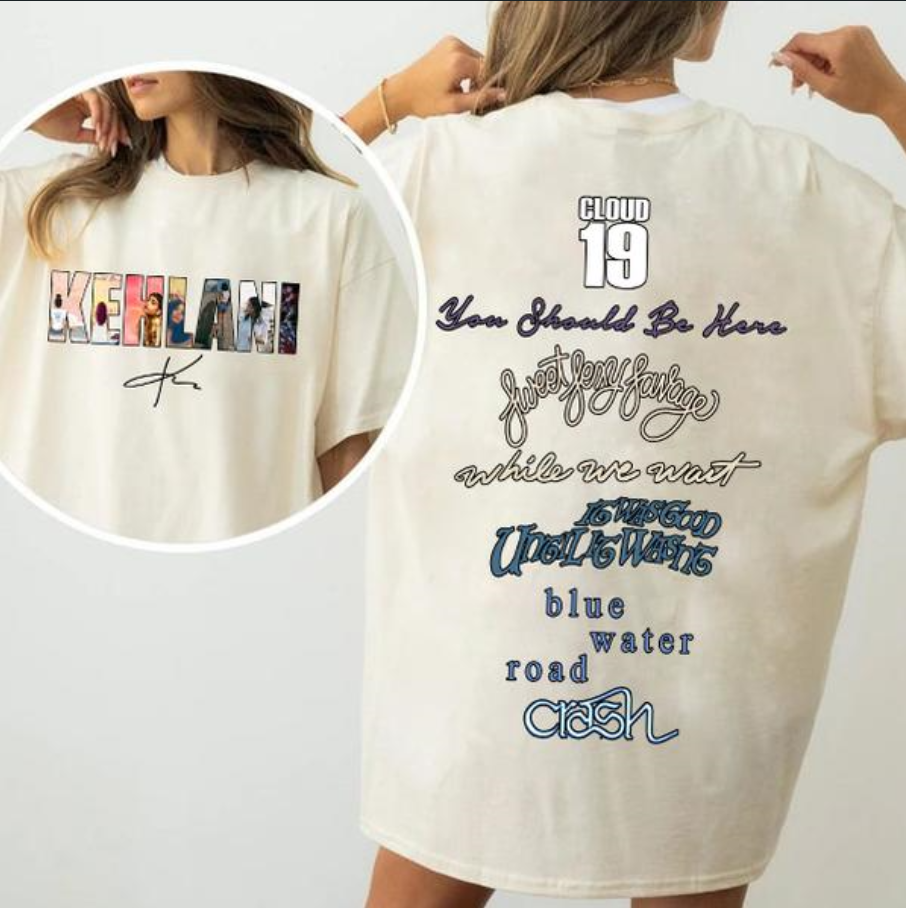 KEHLANI
CLOUD
19
You Should Be Here
SweetSexySavage
while we wait
It Was Good
Until It Wasn't
blue
water
road
crash